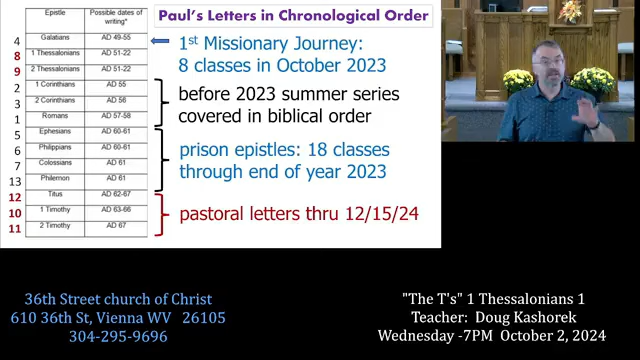 Paul's Letters in Chronological Order
Epistle Possible dates of writing*
4 Galatians AD 49-55
8 1 Thessalonians AD 51-22
9 2 Thessalonians AD 51-22
2 1 Corinthians AD 55
3 2 Corinthians AD 56
1 Romans AD 57-58
5 Ephesians AD 60-61
6 Philippians AD 60-61
7 Colossians AD 61
13 Philemon AD 61
12 Titus AD 62-67
10 1 Timothy AD 63-66
11 2 Timothy AD 67
1st Missionary Journey:
8 classes in October 2023
before 2023 summer series
covered in biblical order
prison epistles: 18 classes
through end of year 2023
pastoral letters thru 12/15/24
36th Street church of Christ
610 36th St, Vienna WV 26105
304-295-9696
"The T's" 1 Thessalonians 1
Teacher: Doug Kashorek
Wednesday -7PM October 2, 2024